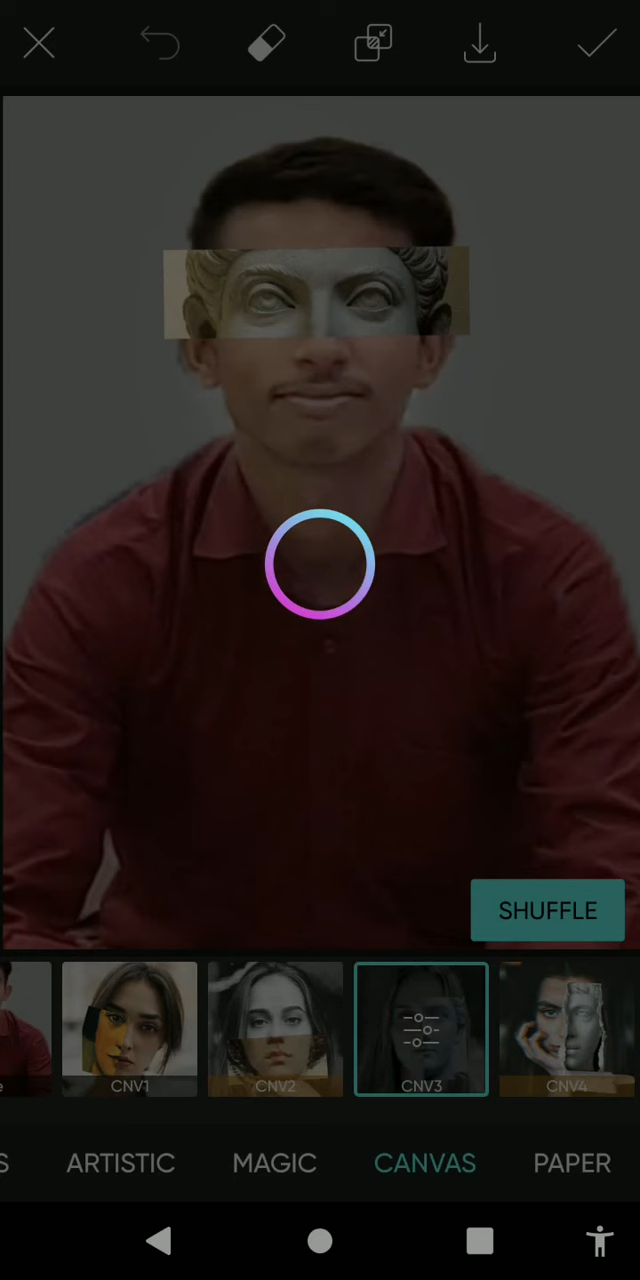 SHUFFLE
e
CNV1
CNV2
CNV3
CNV4
S
ARTISTIC
MAGIC
CANVAS
PAPER